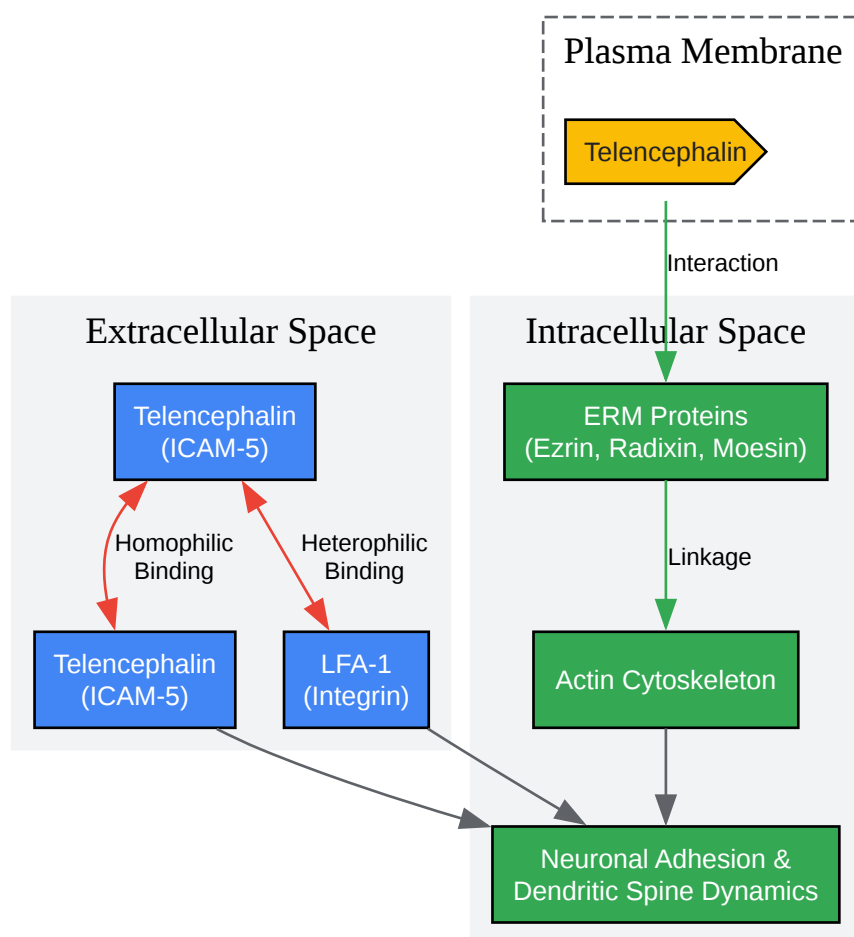 Plasma Membrane
Telencephalin
Interaction
Extracellular Space
Intracellular Space
Telencephalin
(ICAM-5)
ERM Proteins
(Ezrin, Radixin, Moesin)
Homophilic
Binding
Heterophilic
Binding
Linkage
Telencephalin
(ICAM-5)
LFA-1
(Integrin)
Actin Cytoskeleton
Neuronal Adhesion &
Dendritic Spine Dynamics